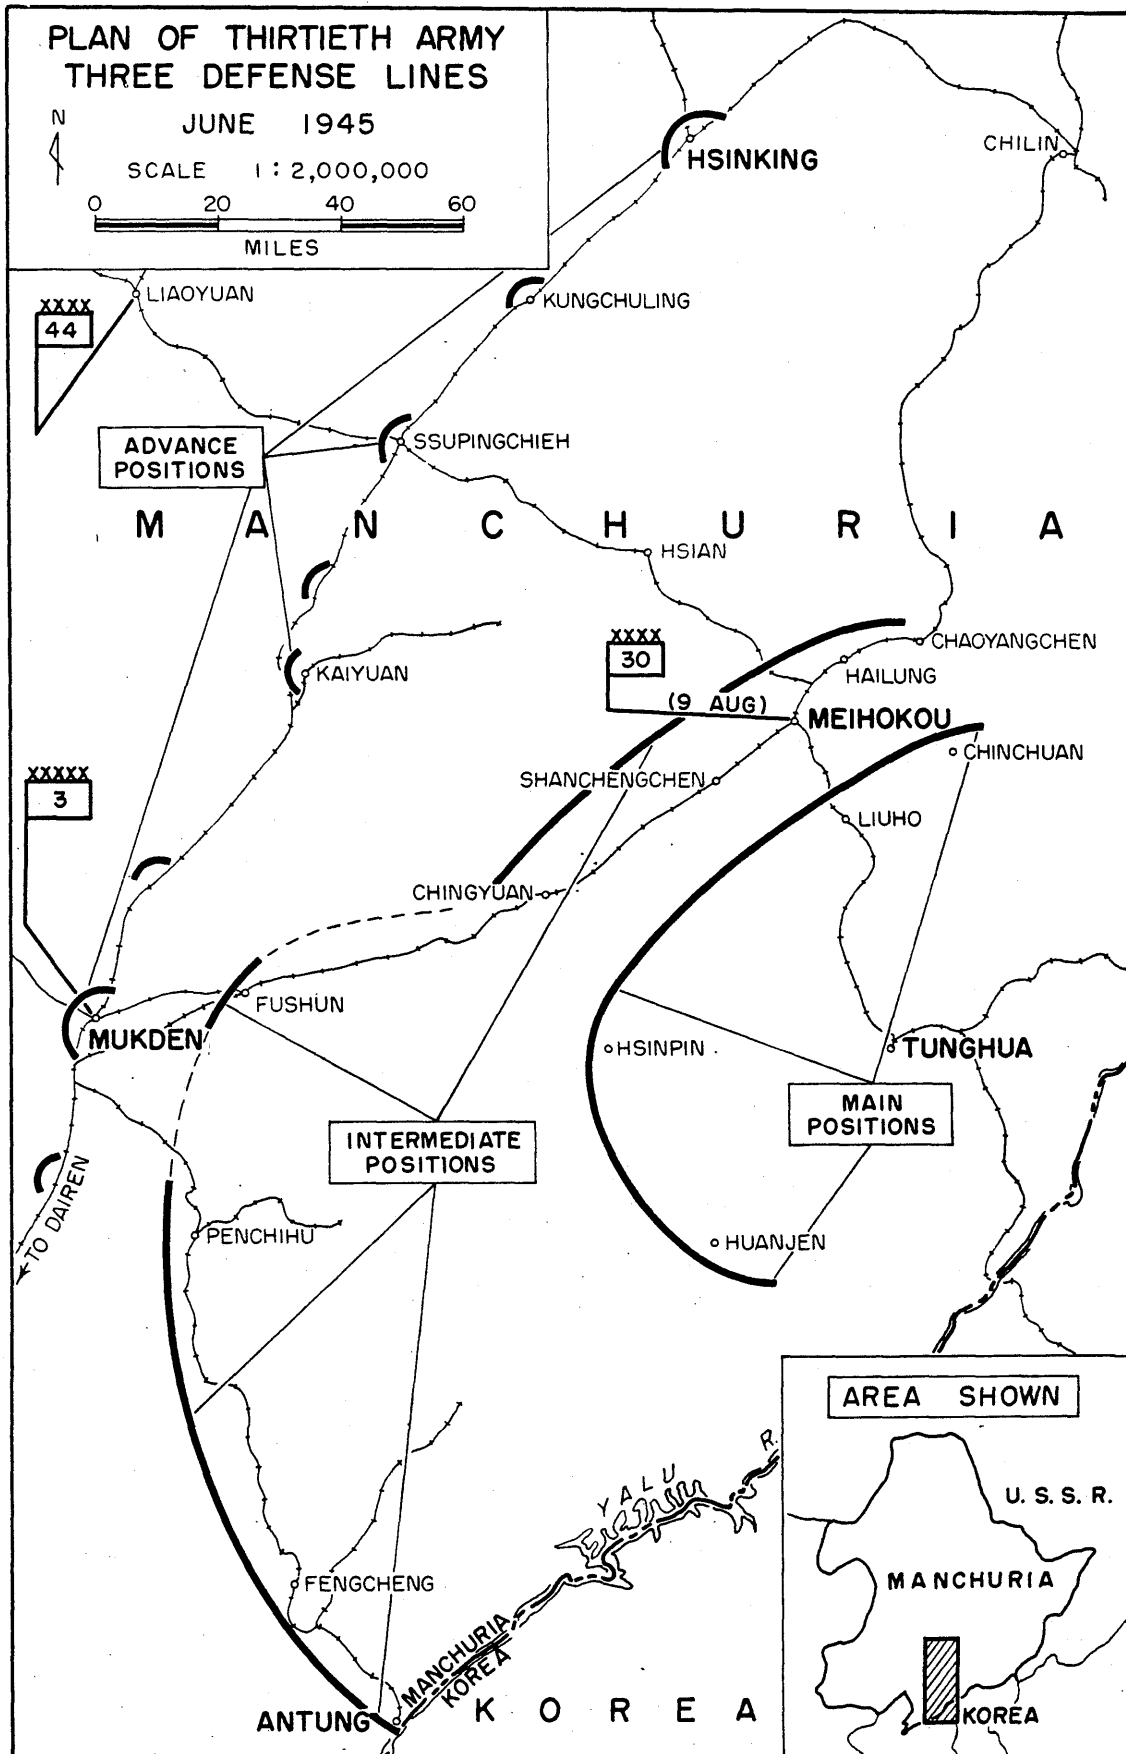 PLAN OF THIRTIETH ARMY
THREE DEFENSE LINES
JUNE 1945
N
SCALE 1:2,000,000
0 20 40 60
MILES
HSINKING
CHILIN
LIAOYUAN
XXXX
44
KUNGCHULING
ADVANCE
POSITIONS
SSUPINGCHIEH
MANCHURIA
HSIAN
XXXX
30
(9 AUG)
CHAOYANGCHEN
HAILUNG
KAIYUAN
MEIHOKOU
CHINCHUAN
SHANCHENGCHEN
XXXXX
3
LIUHO
CHINGYUAN
FUSHUN
MUKDEN
HSINPIN
TUNGHUA
MAIN
POSITIONS
INTERMEDIATE
POSITIONS
TO DAIREN
PENCHIHU
HUANJEN
AREA SHOWN
U.S.S.R.
MANCHURIA
KOREA
YALU R.
FENGCHENG
MANCHURIA
KOREA
ANTUNG
KOREA